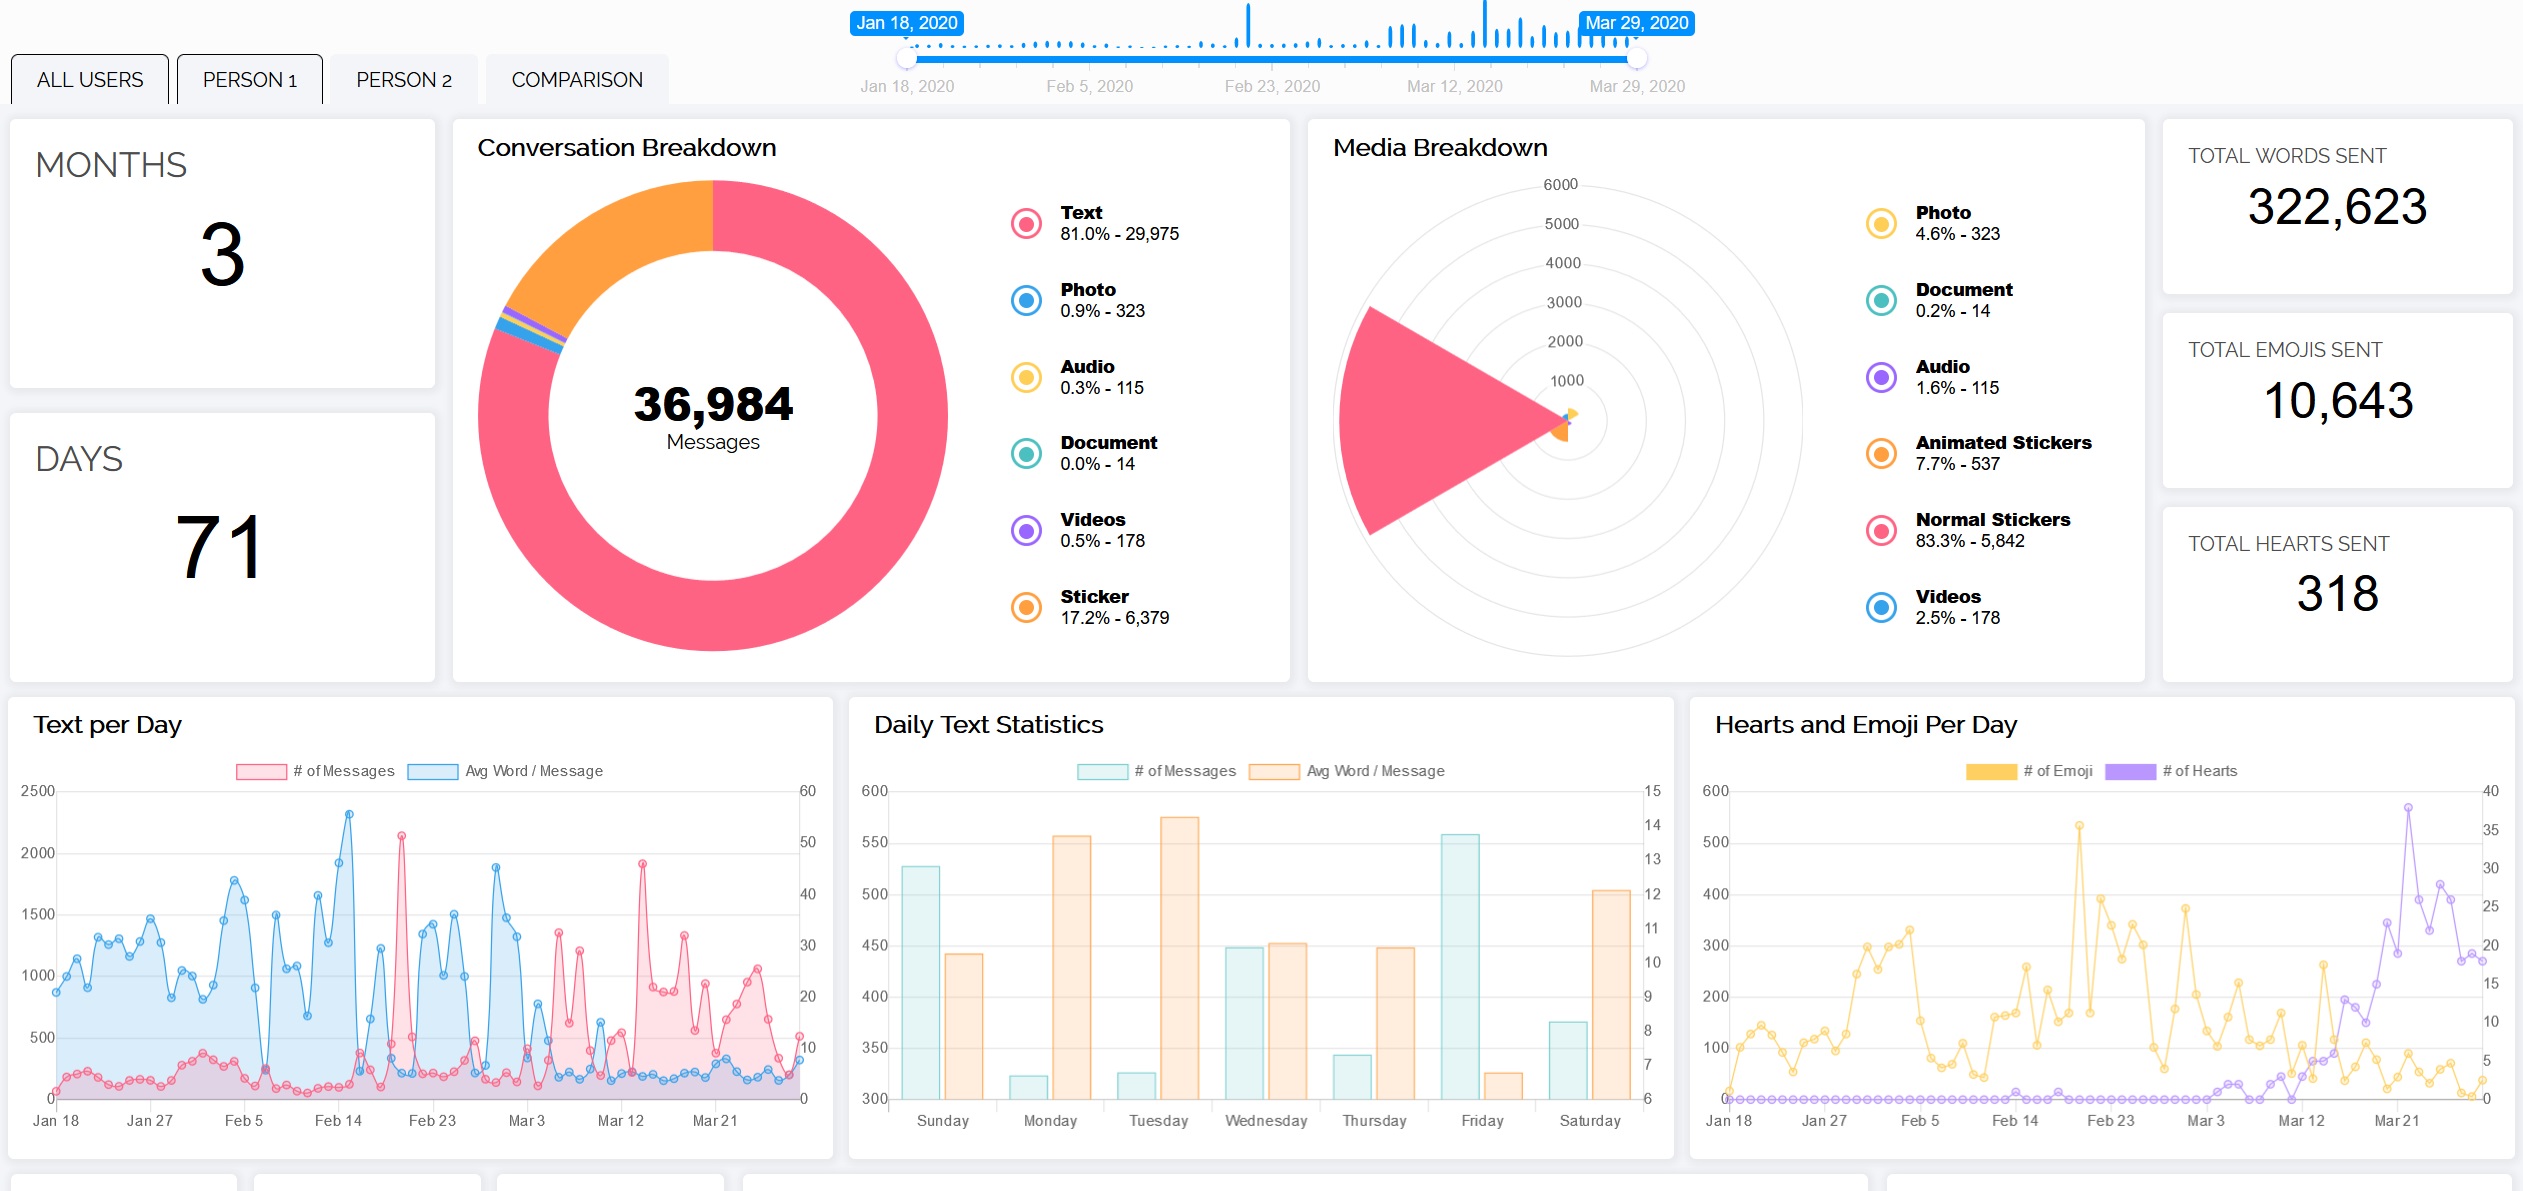 Jan 18, 2020
Mar 29, 2020
Jan 18, 2020 Feb 5, 2020 Feb 23, 2020 Mar 12, 2020 Mar 29, 2020
ALL USERS PERSON 1 PERSON 2 COMPARISON
MONTHS
3
DAYS
71
Conversation Breakdown
36,984
Messages
Text
81.0% - 29,975
Photo
0.9% - 323
Audio
0.3% - 115
Document
0.0% - 14
Videos
0.5% - 178
Sticker
17.2% - 6,379
Media Breakdown
6000
5000
4000
3000
2000
1000
Photo
4.6% - 323
Document
0.2% - 14
Audio
1.6% - 115
Animated Stickers
7.7% - 537
Normal Stickers
83.3% - 5,842
Videos
2.5% - 178
TOTAL WORDS SENT
322,623
TOTAL EMOJIS SENT
10,643
TOTAL HEARTS SENT
318
Text per Day
# of Messages Avg Word / Message
2500
2000
1500
1000
500
0
60
50
40
30
20
10
0
Jan 18 Jan 27 Feb 5 Feb 14 Feb 23 Mar 3 Mar 12 Mar 21
Daily Text Statistics
# of Messages Avg Word / Message
600
550
500
450
400
350
300
15
14
13
12
11
10
9
8
7
6
Sunday Monday Tuesday Wednesday Thursday Friday Saturday
Hearts and Emoji Per Day
# of Emoji # of Hearts
600
500
400
300
200
100
0
40
35
30
25
20
15
10
5
0
Jan 18 Jan 27 Feb 5 Feb 14 Feb 23 Mar 3 Mar 12 Mar 21